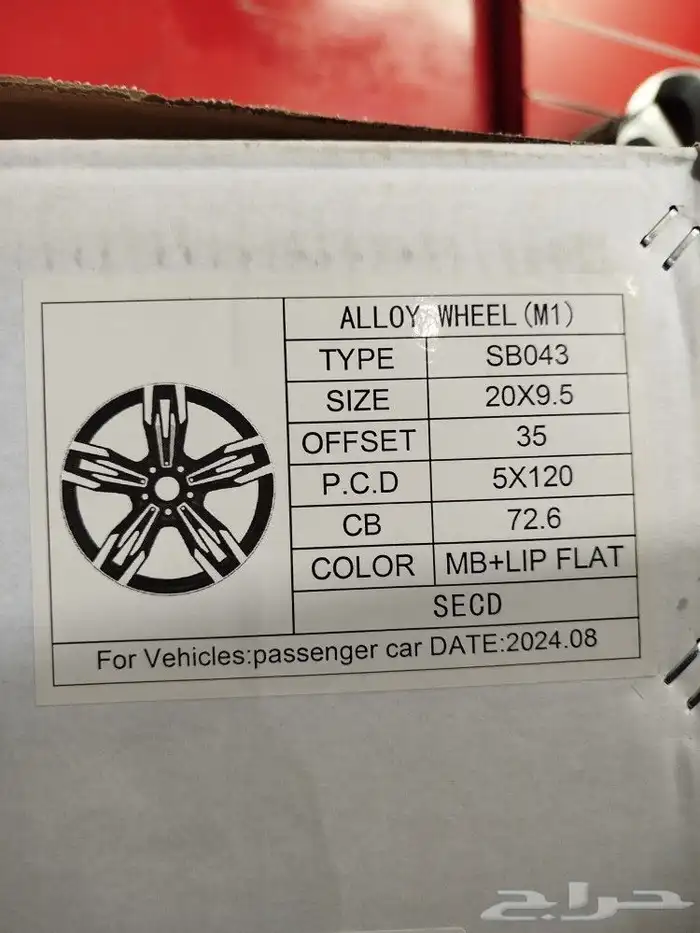 ALLOY WHEEL(M1)
TYPE SB043
SIZE 20X9.5
OFFSET 35
P.C.D 5X120
CB 72.6
COLOR MB+LIP FLAT
SECD
For Vehicles:passenger car DATE:2024.08
حراج